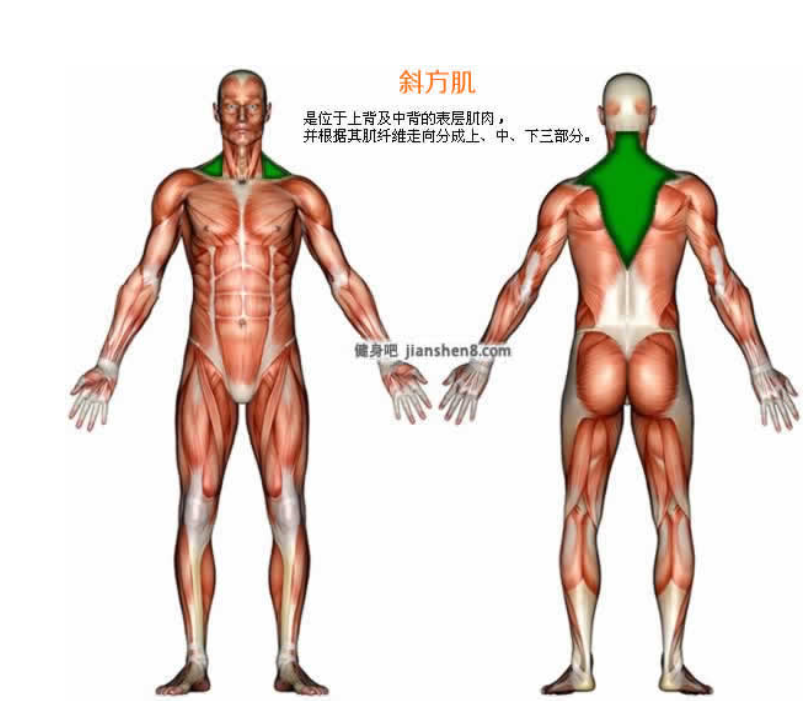 斜方肌
是位于上背及中背的表层肌肉，
并根据其肌纤维走向分成上、中、下三部分。
健身吧 jianshen8.com